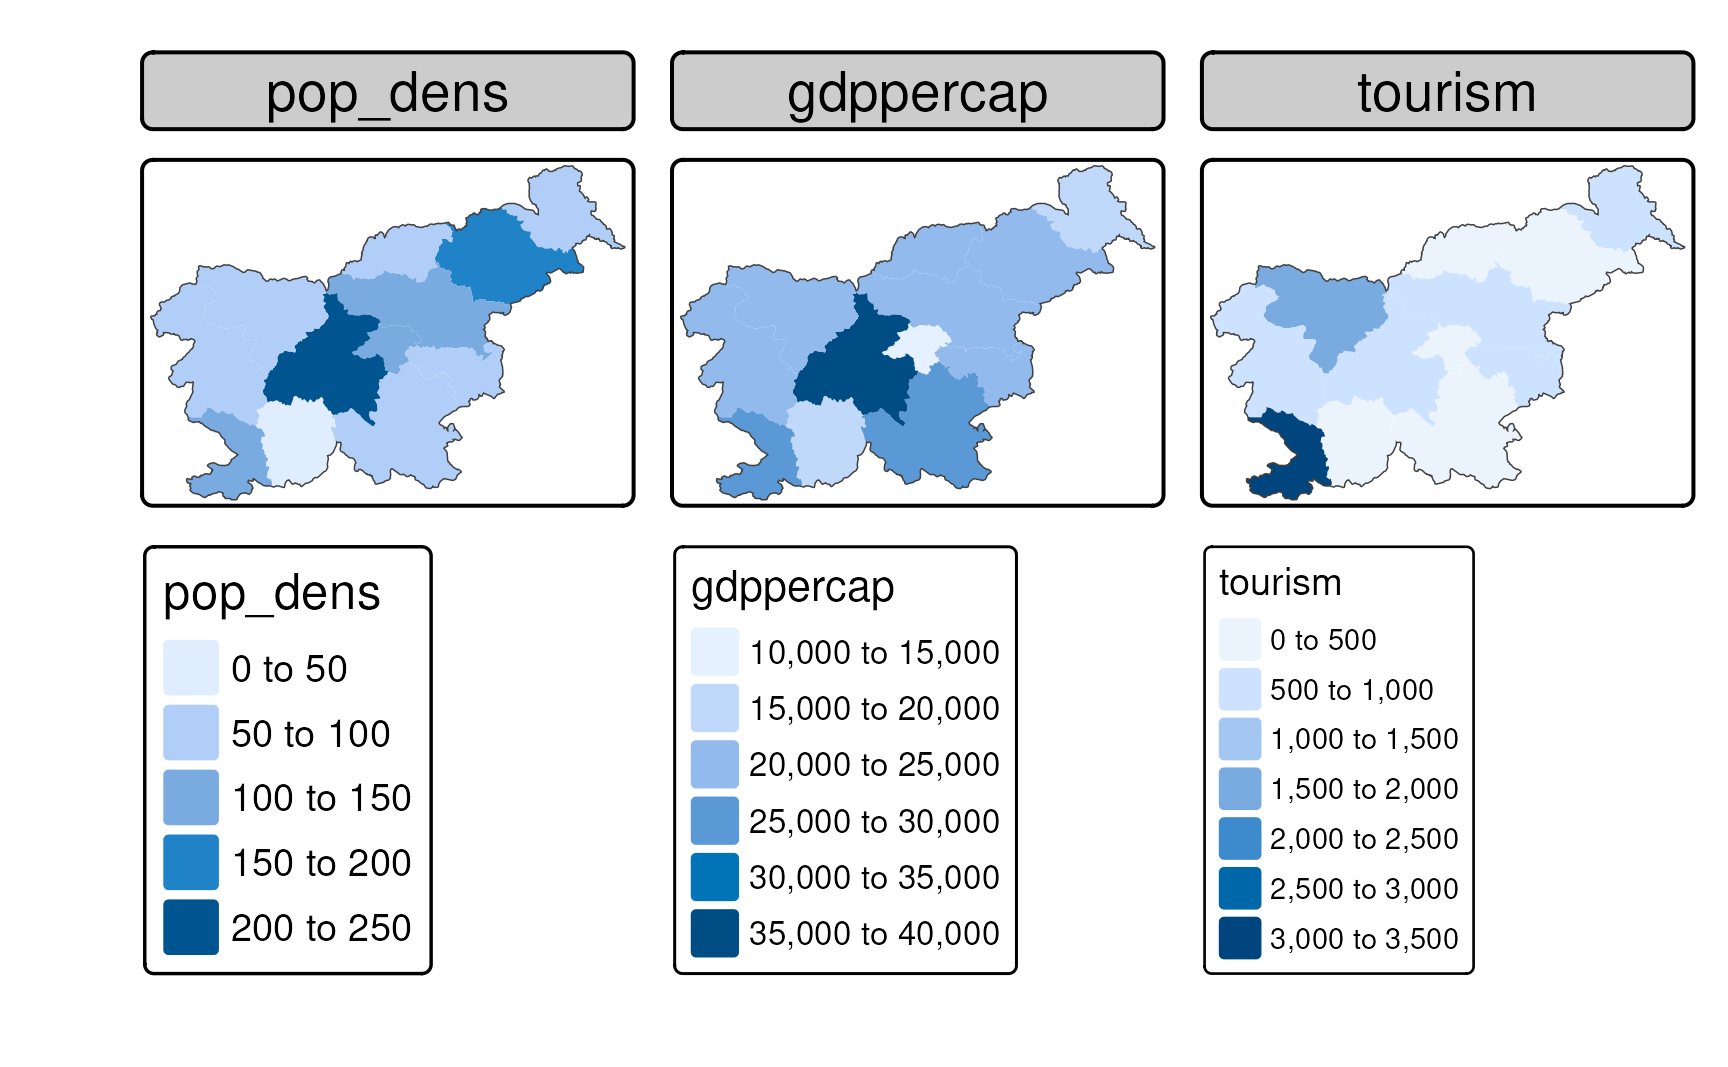 pop_dens
gdppercap
tourism
pop_dens
0 to 50
50 to 100
100 to 150
150 to 200
200 to 250
gdppercap
10,000 to 15,000
15,000 to 20,000
20,000 to 25,000
25,000 to 30,000
30,000 to 35,000
35,000 to 40,000
tourism
0 to 500
500 to 1,000
1,000 to 1,500
1,500 to 2,000
2,000 to 2,500
2,500 to 3,000
3,000 to 3,500